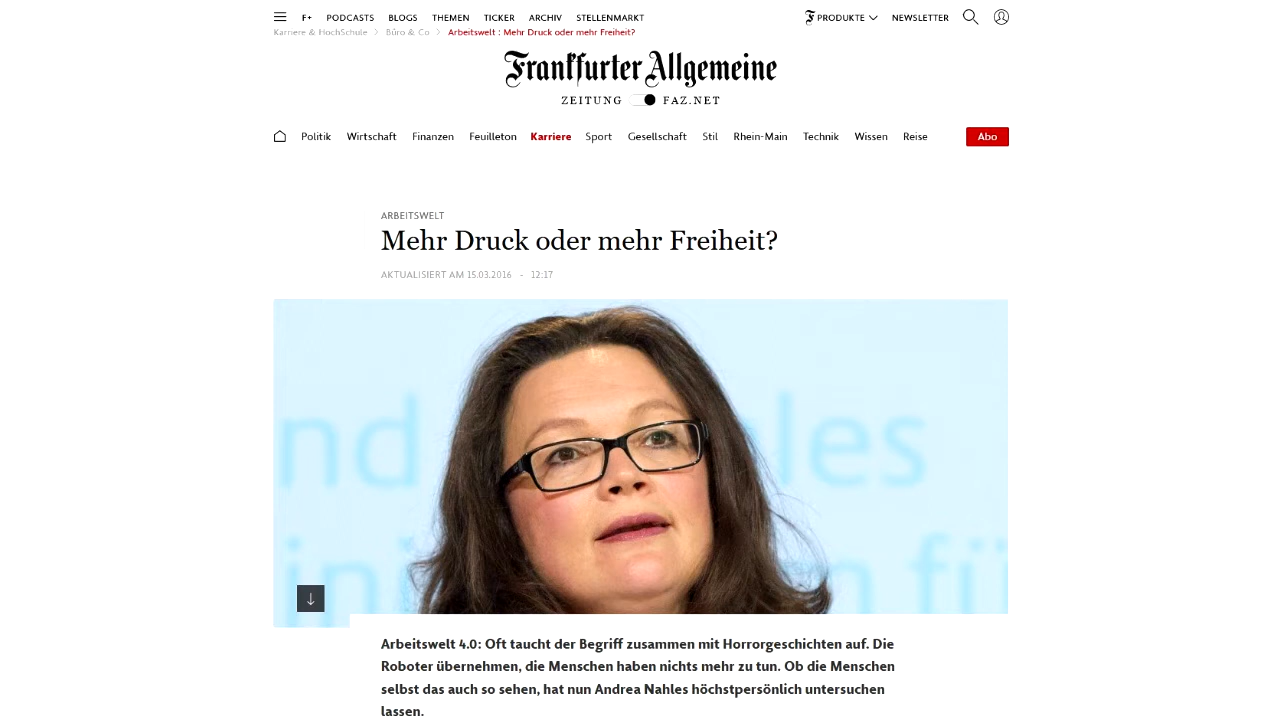 F+ PODCASTS BLOGS THEMEN TICKER ARCHIV STELLENMARKT PRODUKTE NEWSLETTER
Karriere & HochSchule Büro & Co Arbeitswelt : Mehr Druck oder mehr Freiheit?
Frankfurter Allgemeine
ZEITUNG FAZ.NET
Politik Wirtschaft Finanzen Feuilleton Karriere Sport Gesellschaft Stil Rhein-Main Technik Wissen Reise Abo
ARBEITSWELT
Mehr Druck oder mehr Freiheit?
AKTUALISIERT AM 15.03.2016 - 12:17
nd les
ini n fü
Arbeitswelt 4.0: Oft taucht der Begriff zusammen mit Horrorgeschichten auf. Die
Roboter übernehmen, die Menschen haben nichts mehr zu tun. Ob die Menschen
selbst das auch so sehen, hat nun Andrea Nahles höchstpersönlich untersuchen
lassen.